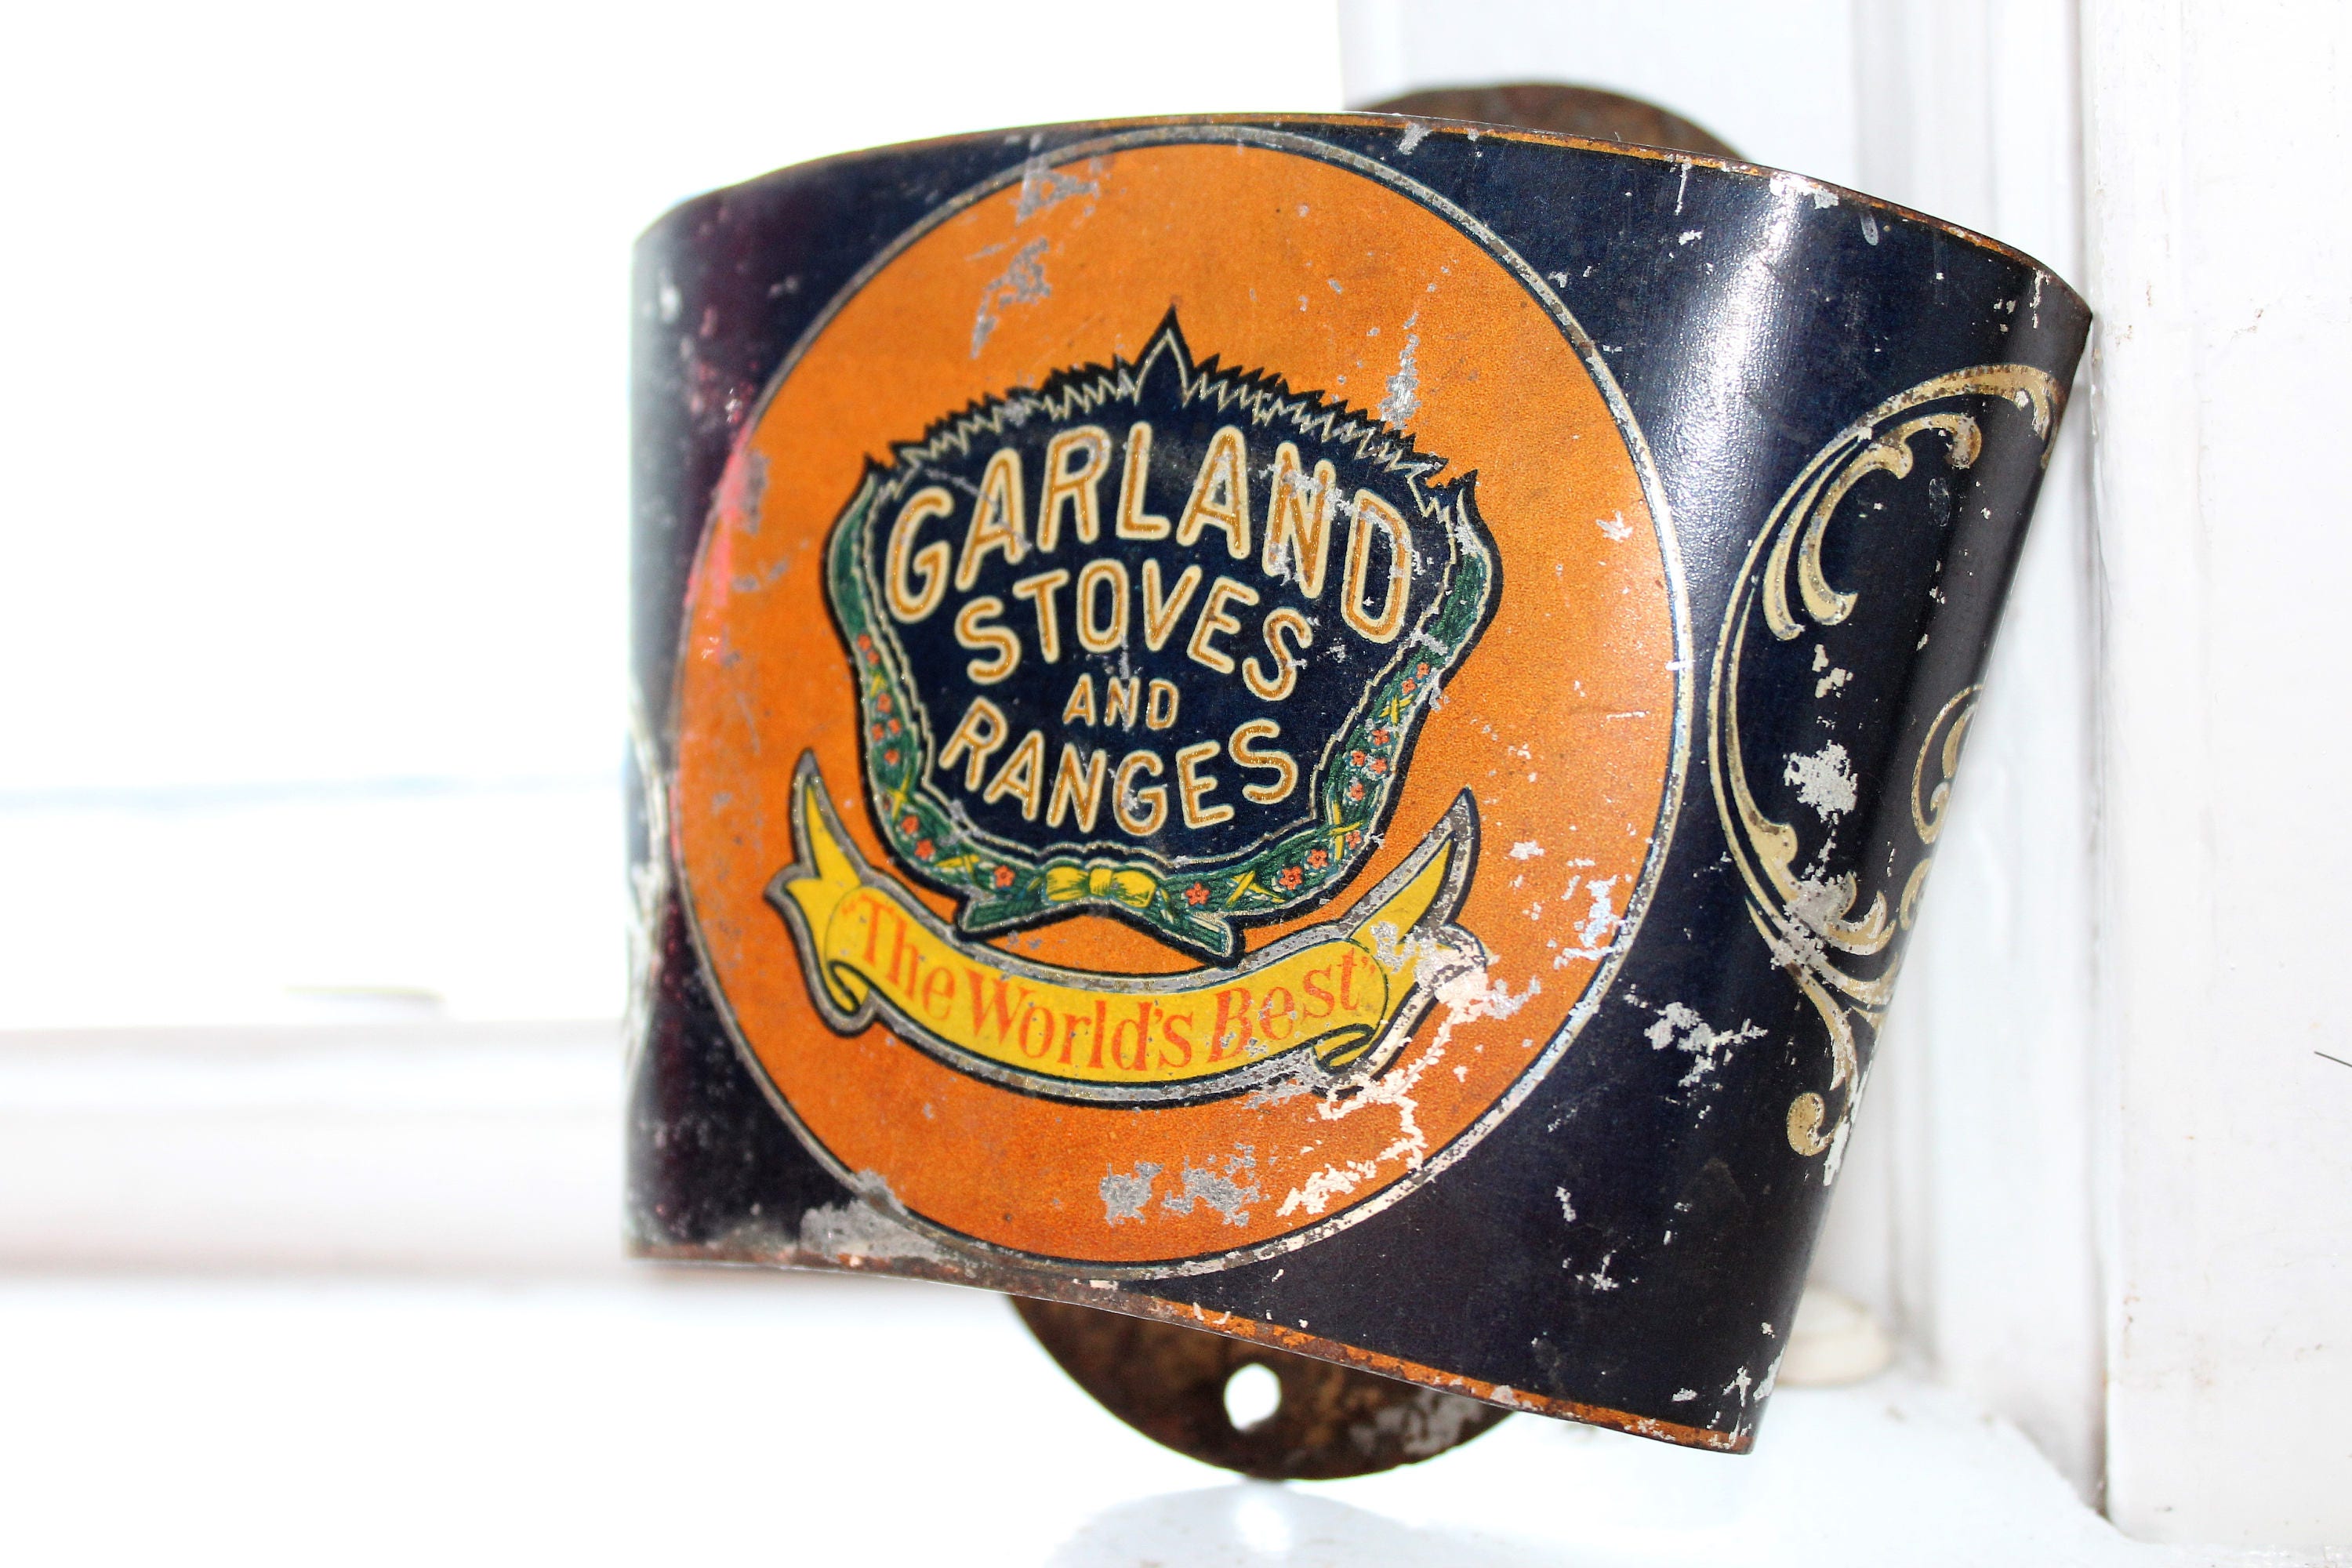 GARLAND
STOVES
AND
RANGES
"The World's Best"